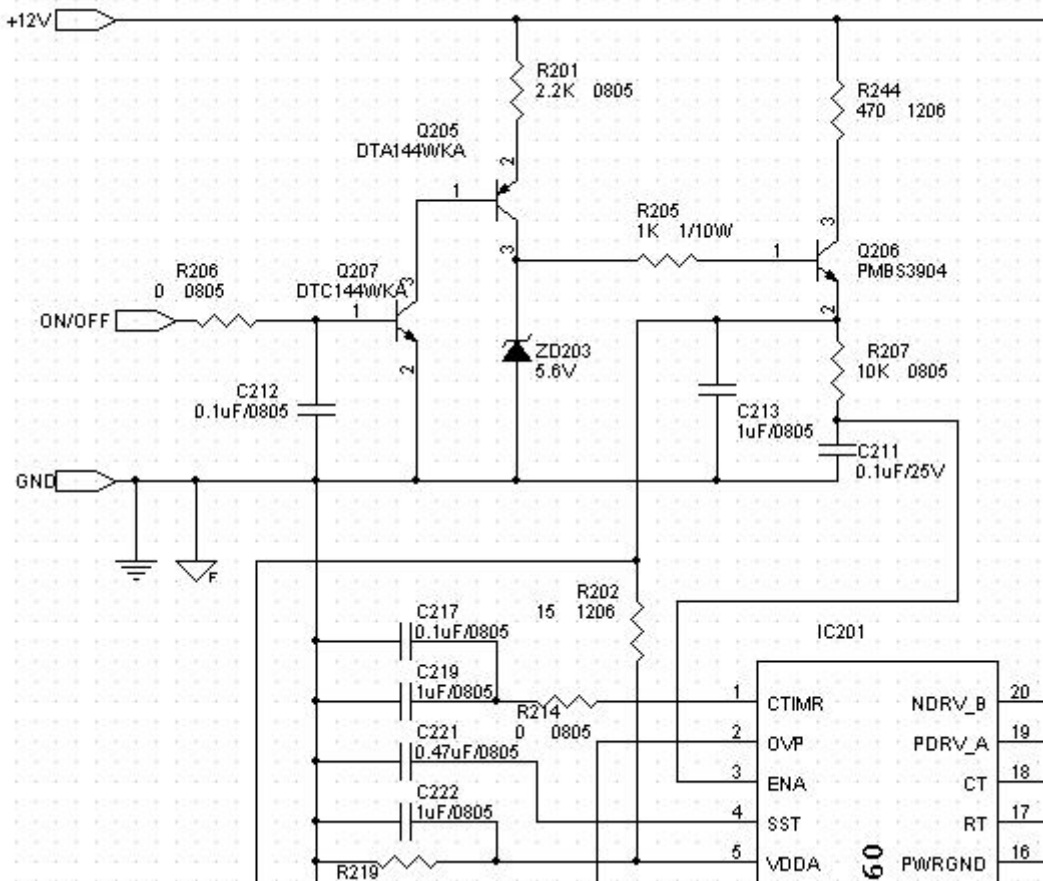 +12V
R201
2.2K 0805
R244
470 1206
Q205
DTA144WKA
2
1
3
R205
1K 1/10W
3
1
Q206
PMBS3904
2
R206
0 0805
Q207
DTC144WKA
3
ON/OFF
1
2
ZD203
5.6V
R207
10K 0805
C212
0.1uF/0805
C213
1uF/0805
C211
0.1uF/25V
GND
F
R202
15 1206
C217
0.1uF/0805
IC201
C219
1uF/0805
R214
0 0805
1 CTIMR NDRV_B 20
C221
0.47uF/0805
2 OVP PDRV_A 19
3 ENA CT 18
C222
1uF/0805
4 SST RT 17
R219
5 VDDA PWRGND 16
60